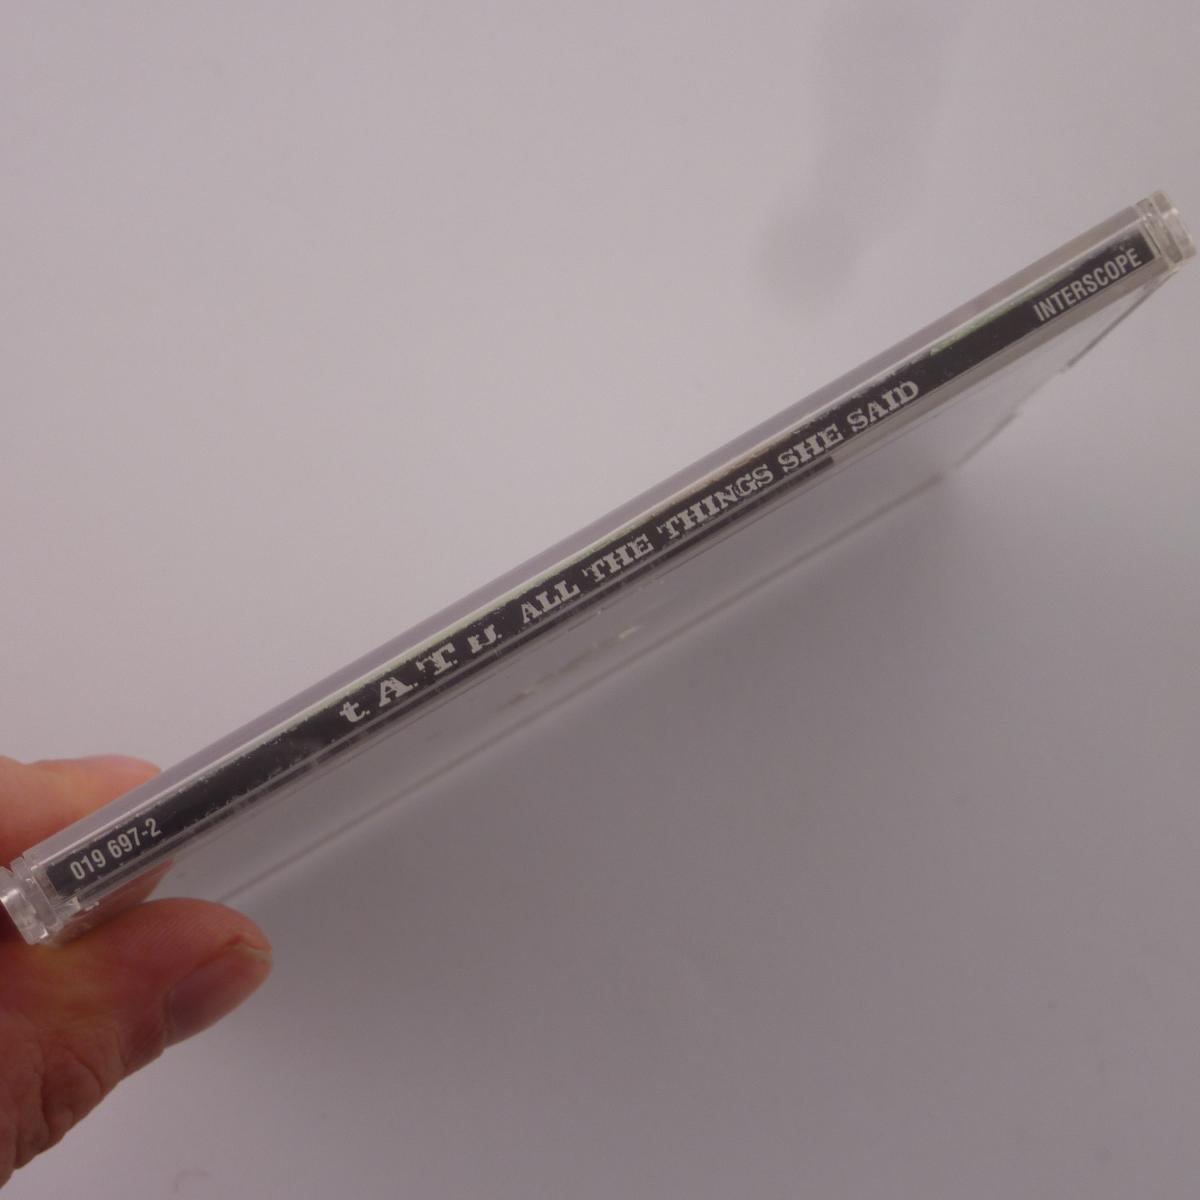 019 697-2 t.A.T.u. ALL THE THINGS SHE SAID INTERSCOPE